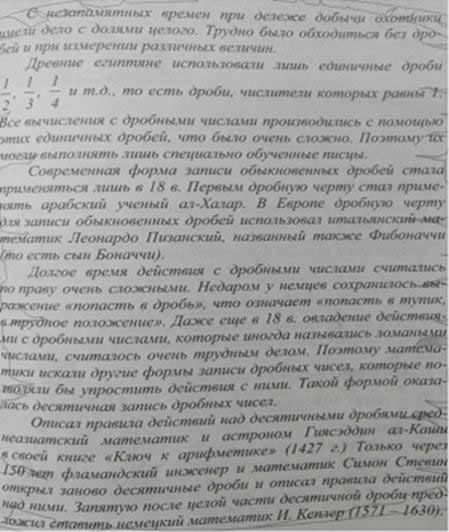 С незапамятных времен при дележе добычи охотники
имели дело с долями целого. Трудно было обходиться без дро-
бей и при измерении различных величин.
Древние египтяне использовали лишь единичные дроби
1/2, 1/3, 1/4 и т.д., то есть дроби, числители которых равны 1.
Все вычисления с дробными числами производились с помощью
этих единичных дробей, что было очень сложно. Поэтому их
могли выполнять лишь специально обученные писцы.
Современная форма записи обыкновенных дробей стала
применяться лишь в 18 в. Первым дробную черту стал приме-
нять арабский ученый ал-Халар. В Европе дробную черту
для записи обыкновенных дробей использовал итальянский ма-
тематик Леонардо Пизанский, названный также Фибоначчи
(то есть сын Боначчи).
Долгое время действия с дробными числами считались
по праву очень сложными. Недаром у немцев сохранилось вы-
ражение «попасть в дробь», что означает «попасть в тупик,
в трудное положение». Даже еще в 18 в. овладение действия-
ми с дробными числами, которые иногда назывались ломаными
числами, считалось очень трудным делом. Поэтому матема-
тики искали другие формы записи дробных чисел, которые по-
зволяли бы упростить действия с ними. Такой формой оказа-
лась десятичная запись дробных чисел.
Описал правила действий над десятичными дробями сред-
неазиатский математик и астроном Гиясэддин ал-Каши
в своей книге «Ключ к арифметике» (1427 г.) Только через
150 лет фламандский инженер и математик Симон Стевин
открыл заново десятичные дроби и описал правила действий
над ними. Запятую после целой части десятичной дроби пред-
ложил ставить немецкий математик И. Кеплер (1571 – 1630).